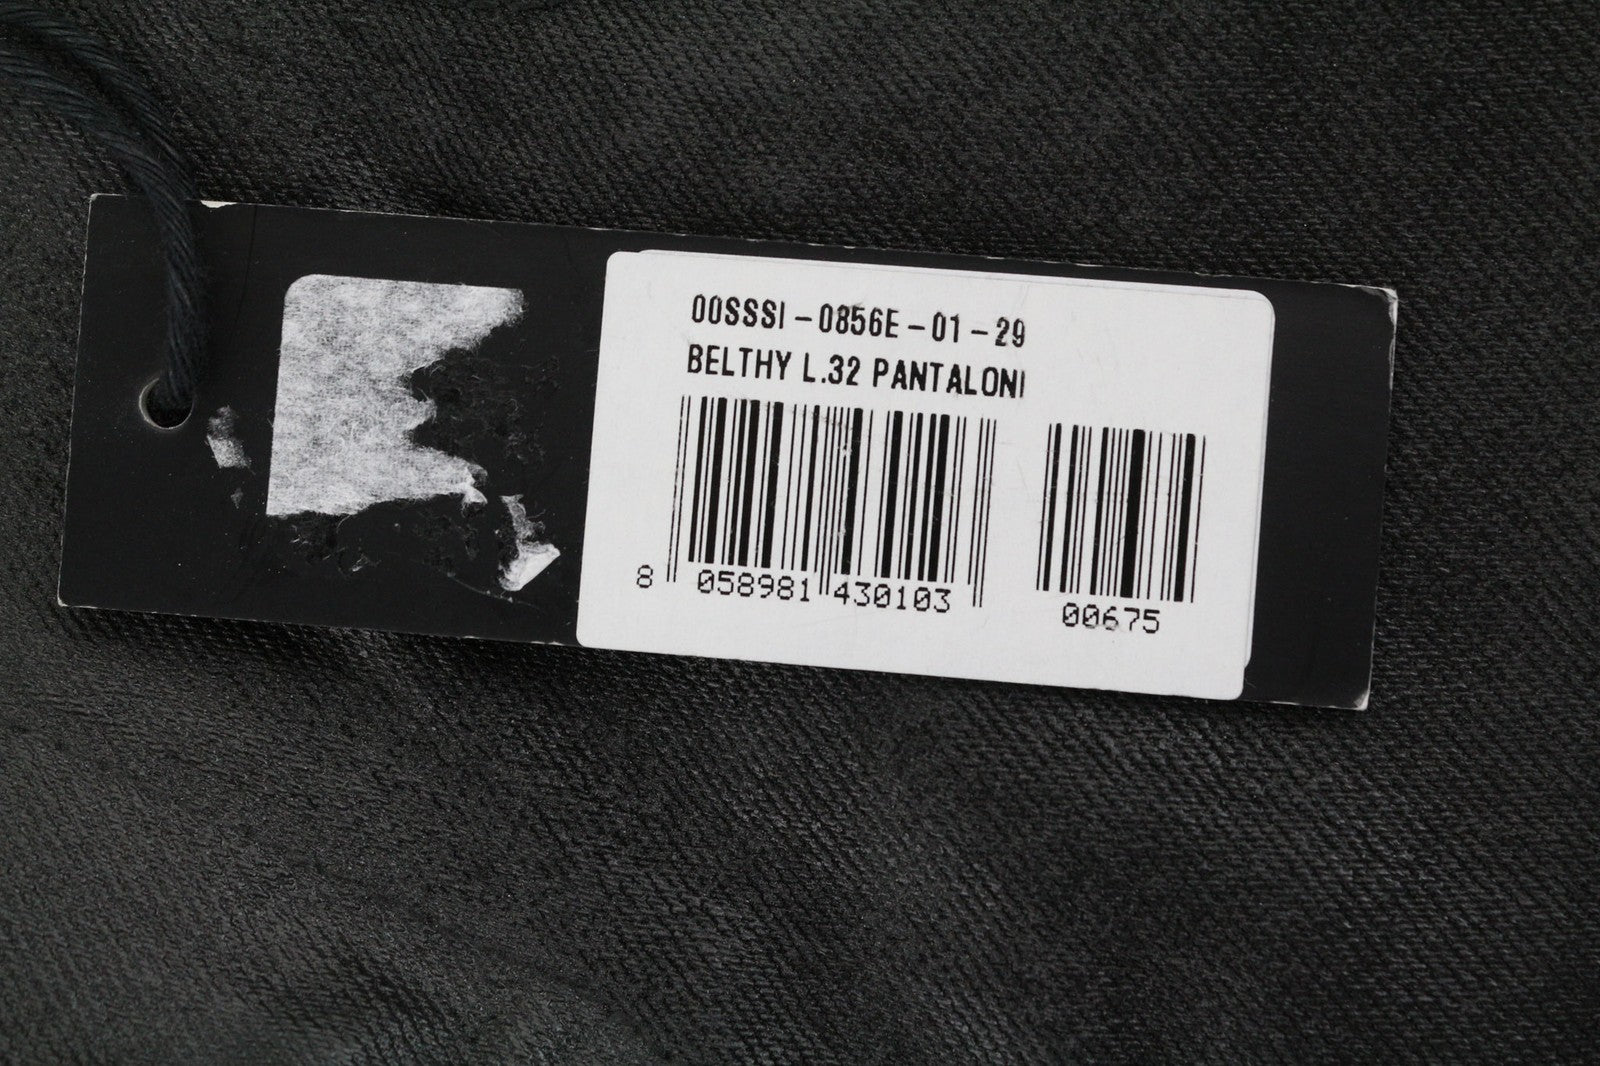 00SSSI - 0856E - 01 - 29
BELTHY L.32 PANTALONI
8 058981 430103
00675